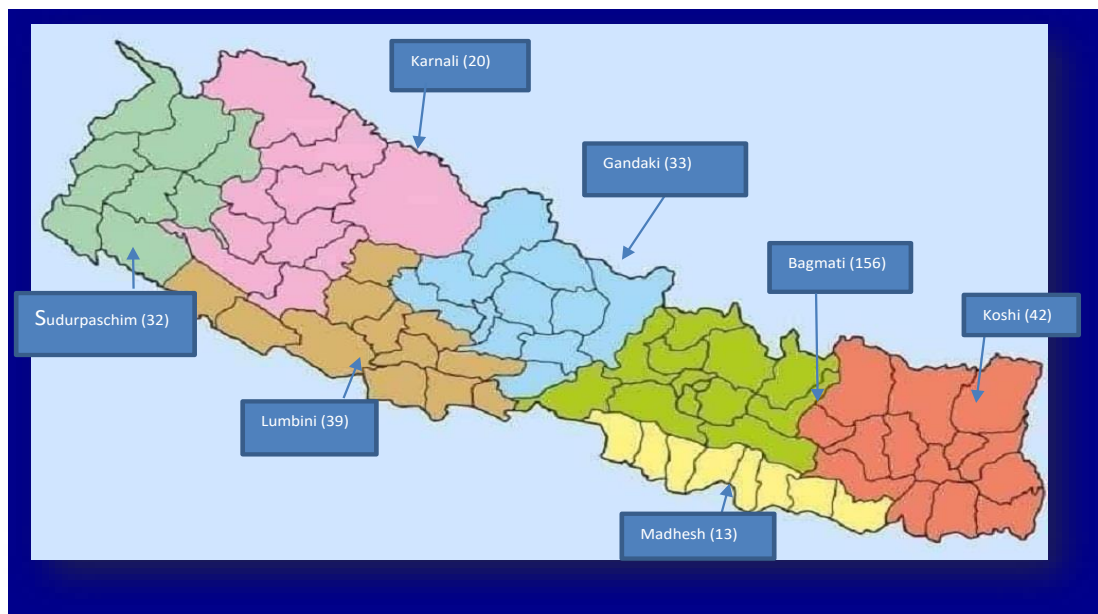 Karnali (20)
Gandaki (33)
Bagmati (156)
Koshi (42)
Sudurpaschim (32)
Lumbini (39)
Madhesh (13)